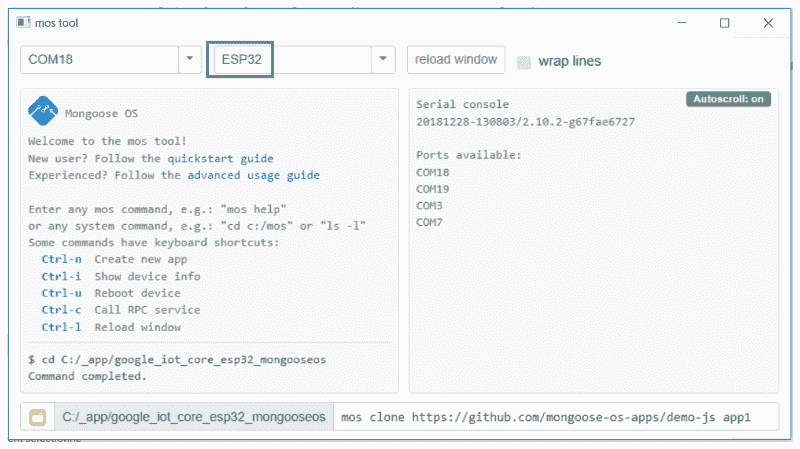 mos tool
COM18
ESP32
reload window
wrap lines
Mongoose OS
Welcome to the mos tool!
New user? Follow the quickstart guide
Experienced? Follow the advanced usage guide
Enter any mos command, e.g.: "mos help"
or any system command, e.g.: "cd c:/mos" or "ls -l"
Some commands have keyboard shortcuts:
Ctrl-n Create new app
Ctrl-i Show device info
Ctrl-u Reboot device
Ctrl-c Call RPC service
Ctrl-l Reload window
$ cd C:/_app/google_iot_core_esp32_mongooseos
Command completed.
Autoscroll: on
Serial console
20181228-130803/2.10.2-g67fae6727
Ports available:
COM18
COM19
COM3
COM7
C:/_app/google_iot_core_esp32_mongooseos
mos clone https://github.com/mongoose-os-apps/demo-js app1